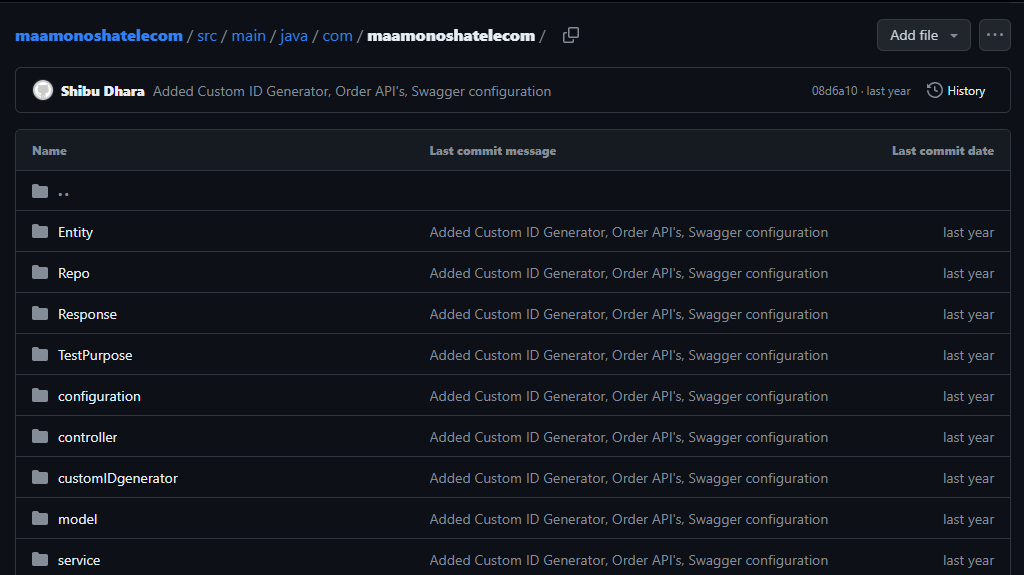 maamonoshatelecom / src / main / java / com / maamonoshatelecom / Add file ...
Shibu Dhara Added Custom ID Generator, Order API's, Swagger configuration 08d6a10 · last year History
Name Last commit message Last commit date
..
Entity Added Custom ID Generator, Order API's, Swagger configuration last year
Repo Added Custom ID Generator, Order API's, Swagger configuration last year
Response Added Custom ID Generator, Order API's, Swagger configuration last year
TestPurpose Added Custom ID Generator, Order API's, Swagger configuration last year
configuration Added Custom ID Generator, Order API's, Swagger configuration last year
controller Added Custom ID Generator, Order API's, Swagger configuration last year
customIDgenerator Added Custom ID Generator, Order API's, Swagger configuration last year
model Added Custom ID Generator, Order API's, Swagger configuration last year
service Added Custom ID Generator, Order API's, Swagger configuration last year